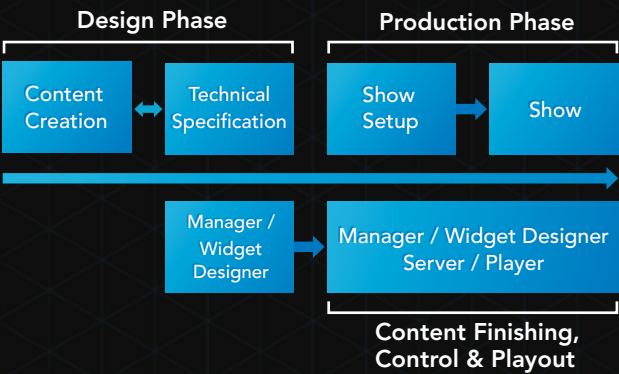 Design Phase
Production Phase
Content
Creation
Technical
Specification
Show
Setup
Show
Manager /
Widget
Designer
Manager / Widget Designer
Server / Player
Content Finishing,
Control & Playout